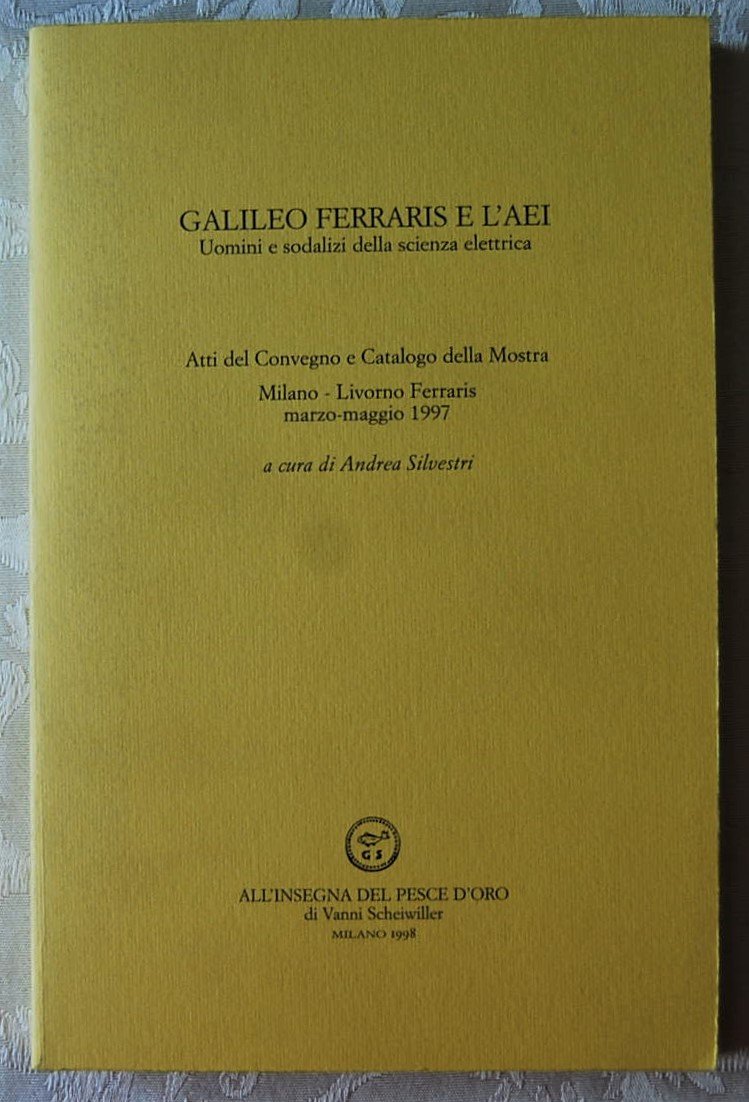 GALILEO FERRARIS E L'AEI
Uomini e sodalizi della scienza elettrica
Atti del Convegno e Catalogo della Mostra
Milano - Livorno Ferraris
marzo-maggio 1997
a cura di Andrea Silvestri
G S
ALL'INSEGNA DEL PESCE D'ORO
di Vanni Scheiwiller
MILANO 1998